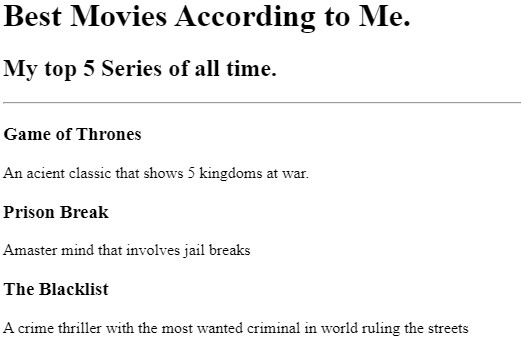 Best Movies According to Me.
My top 5 Series of all time.
Game of Thrones
An acient classic that shows 5 kingdoms at war.
Prison Break
Amaster mind that involves jail breaks
The Blacklist
A crime thriller with the most wanted criminal in world ruling the streets